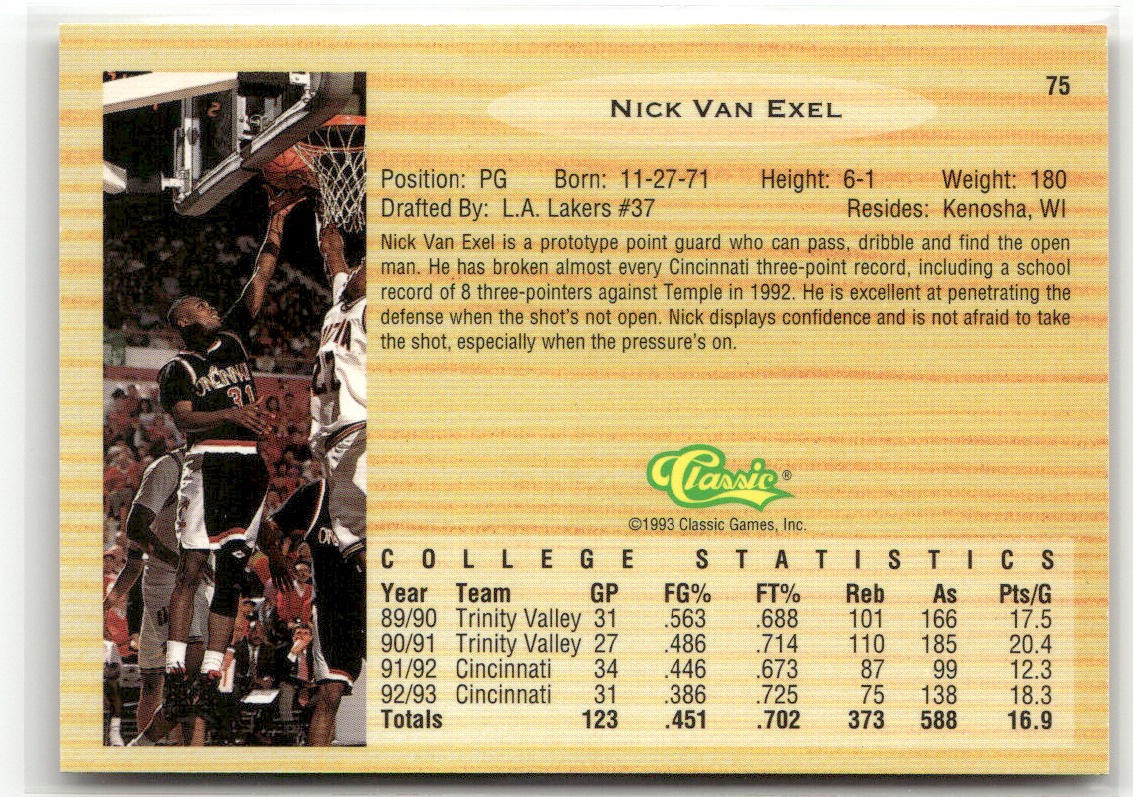 75
NICK VAN EXEL
Position: PG Born: 11-27-71 Height: 6-1 Weight: 180
Drafted By: L.A. Lakers #37 Resides: Kenosha, WI
Nick Van Exel is a prototype point guard who can pass, dribble and find the open
man. He has broken almost every Cincinnati three-point record, including a school
record of 8 three-pointers against Temple in 1992. He is excellent at penetrating the
defense when the shot's not open. Nick displays confidence and is not afraid to take
the shot, especially when the pressure's on.
Classic®
©1993 Classic Games, Inc.
COLLEGE STATISTICS
Year Team GP FG% FT% Reb As Pts/G
89/90 Trinity Valley 31 .563 .688 101 166 17.5
90/91 Trinity Valley 27 .486 .714 110 185 20.4
91/92 Cincinnati 34 .446 .673 87 99 12.3
92/93 Cincinnati 31 .386 .725 75 138 18.3
Totals 123 .451 .702 373 588 16.9
CINCINNATI
31